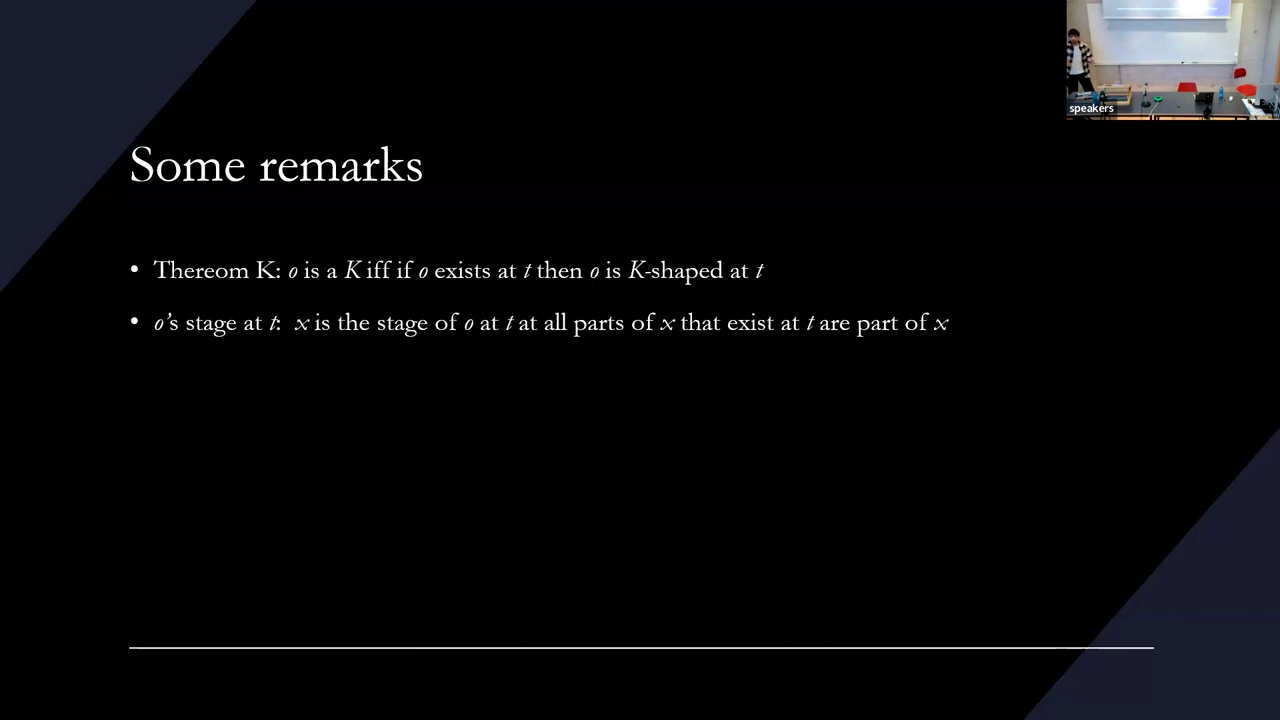 speakers
Some remarks
• Thereom K: o is a K iff if o exists at t then o is K-shaped at t
• o's stage at t: x is the stage of o at t at all parts of x that exist at t are part of x